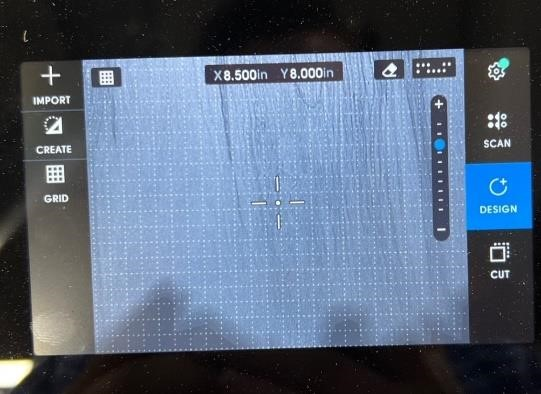 IMPORT
CREATE
GRID
X8.500in Y8.000in
SCAN
DESIGN
CUT